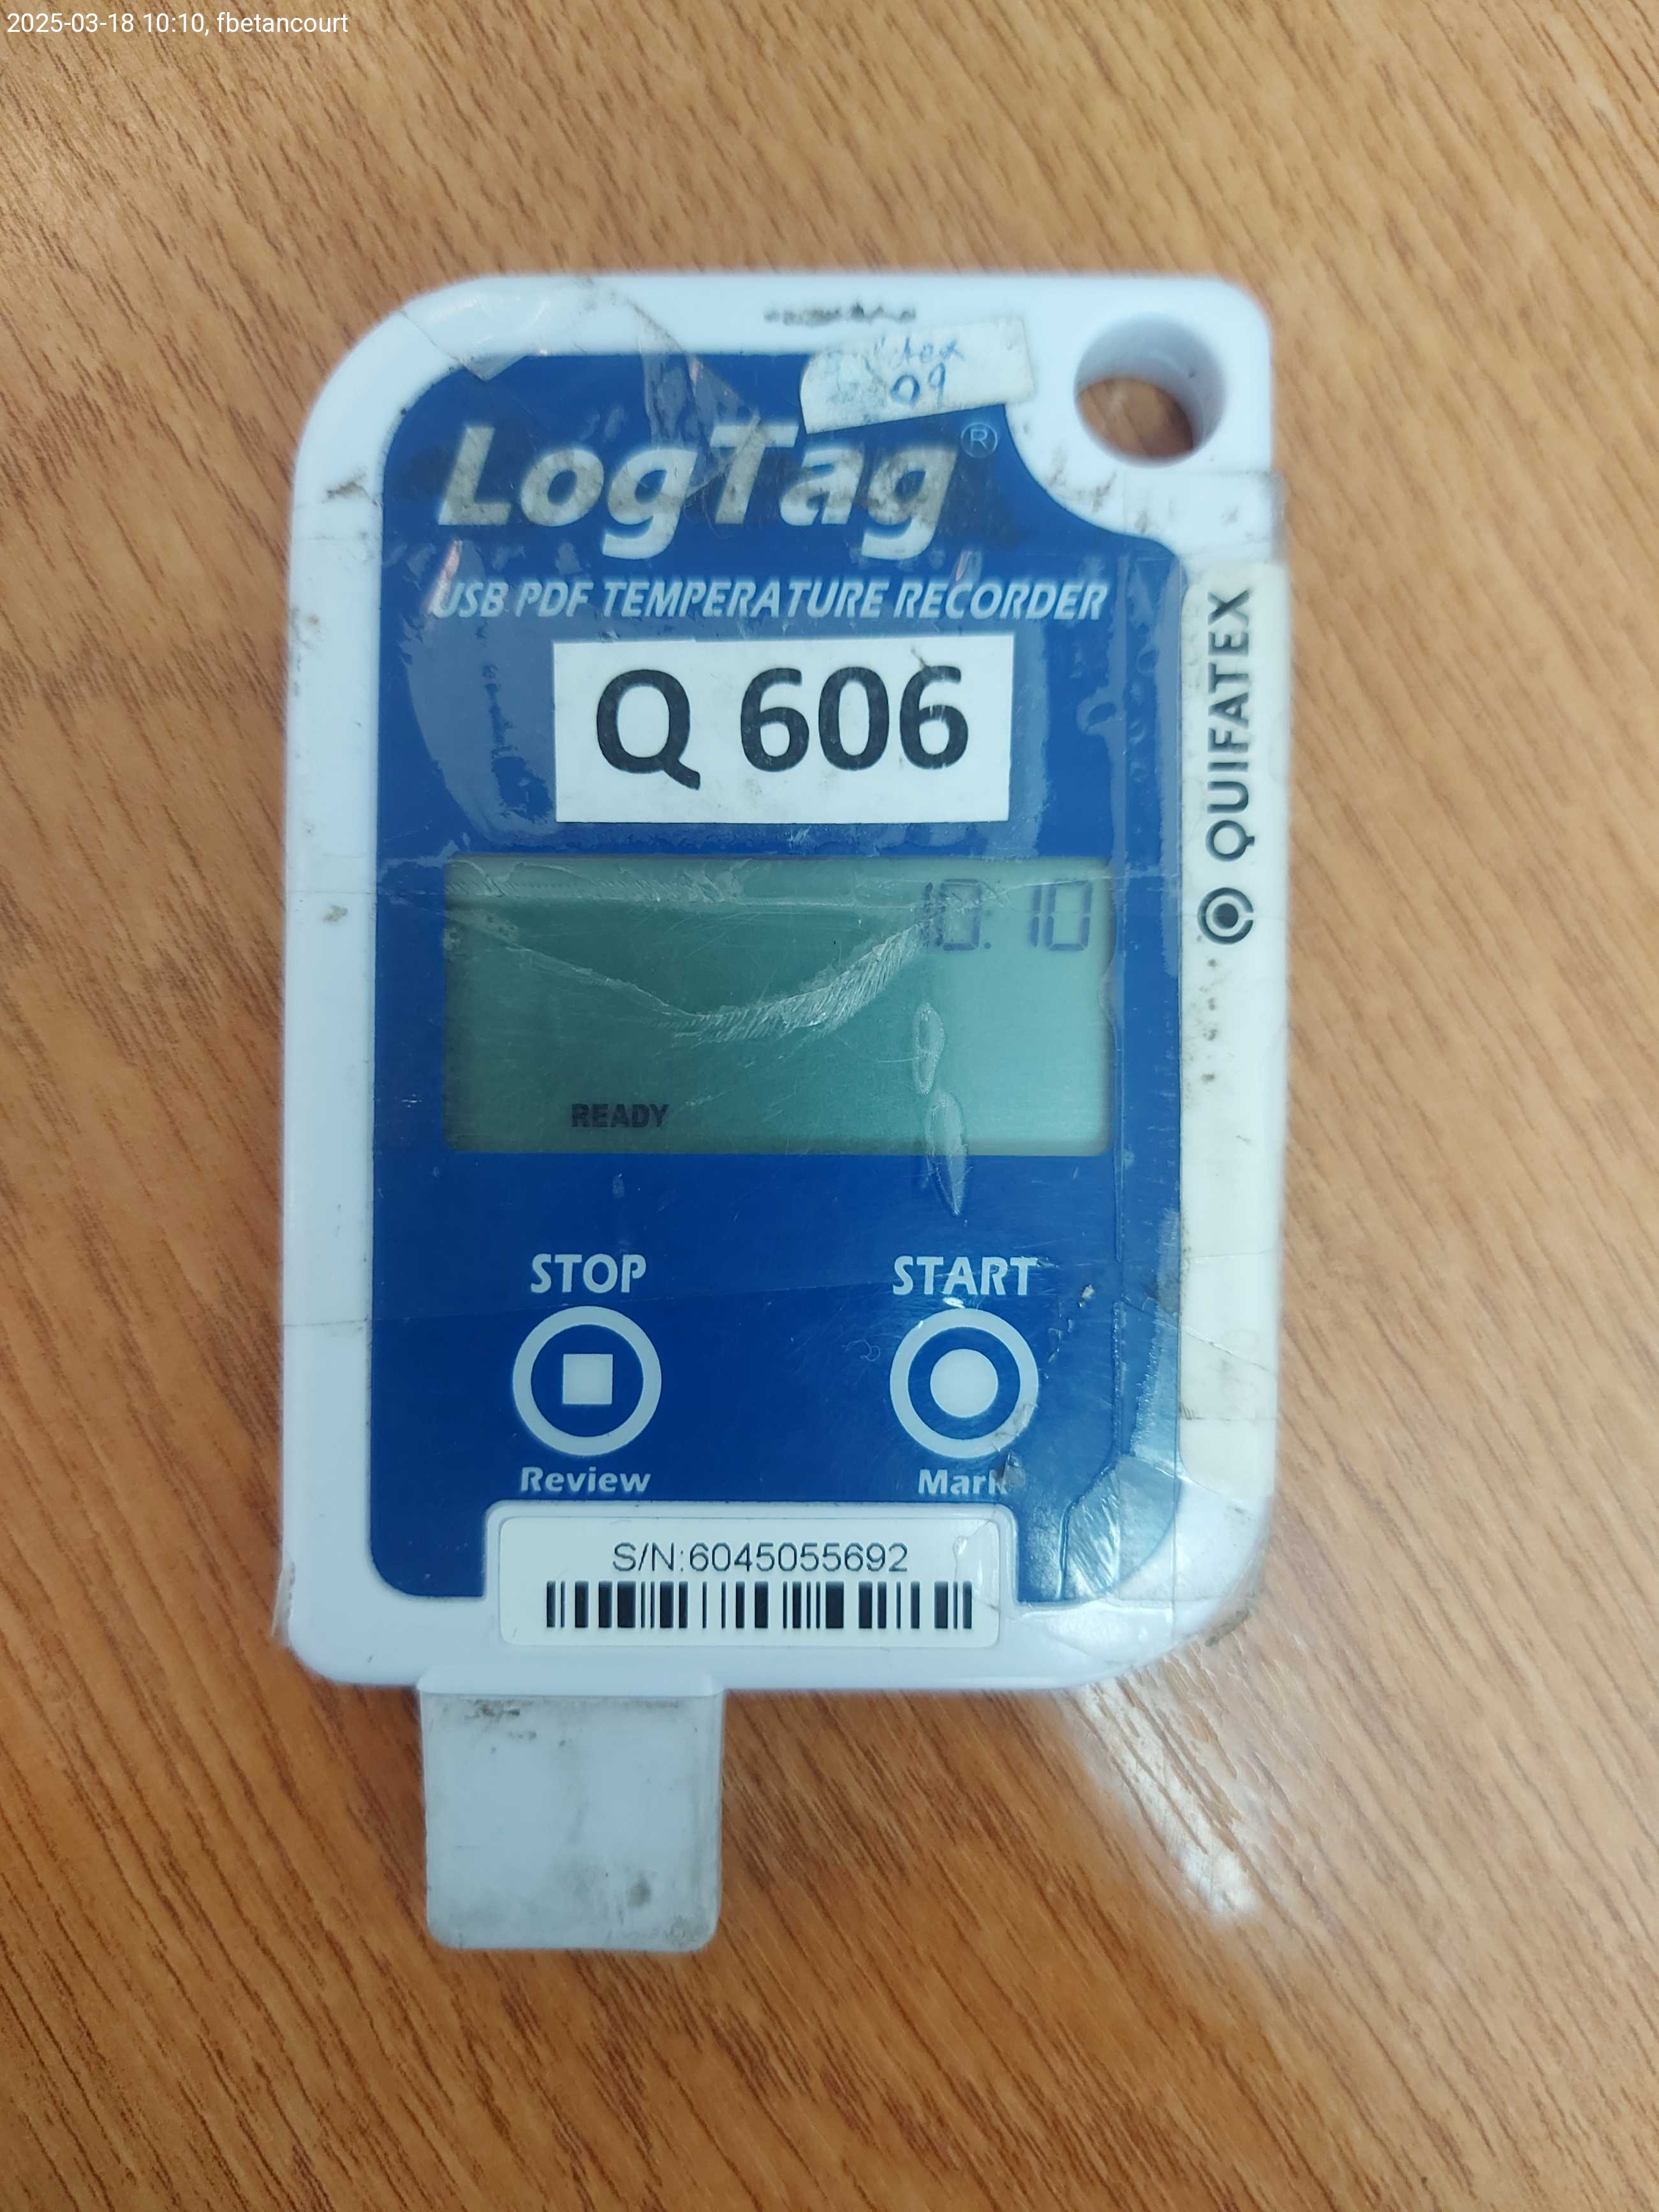 2025-03-18 10:10, fbetancourt
09
LogTag®
USB PDF TEMPERATURE RECORDER
Q 606
QUIFATEX
10:10
READY
STOP
START
Review
Mark
S/N:6045055692